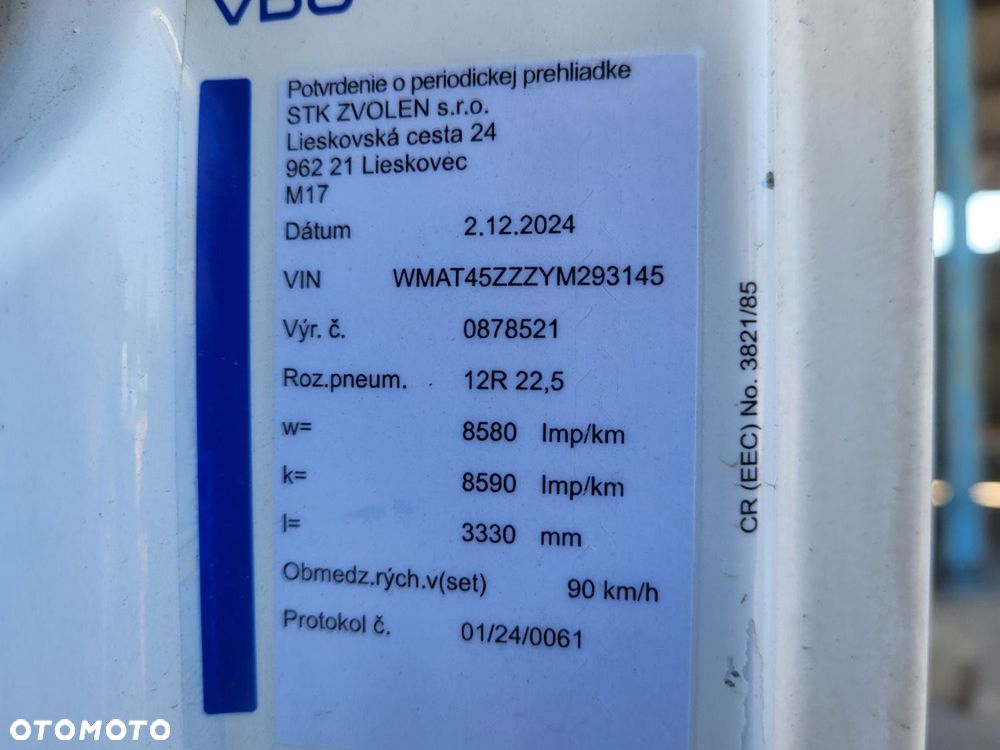 VDO
Potvrdenie o periodickej prehliadke
STK ZVOLEN s.r.o.
Lieskovská cesta 24
962 21 Lieskovec
M17
Dátum 2.12.2024
VIN WMAT45ZZZYM293145
Výr. č. 0878521
Roz.pneum. 12R 22,5
w= 8580 Imp/km
k= 8590 Imp/km
l= 3330 mm
Obmedz.rých.v(set) 90 km/h
Protokol č. 01/24/0061
CR (EEC) No. 3821/85
OTOMOTO